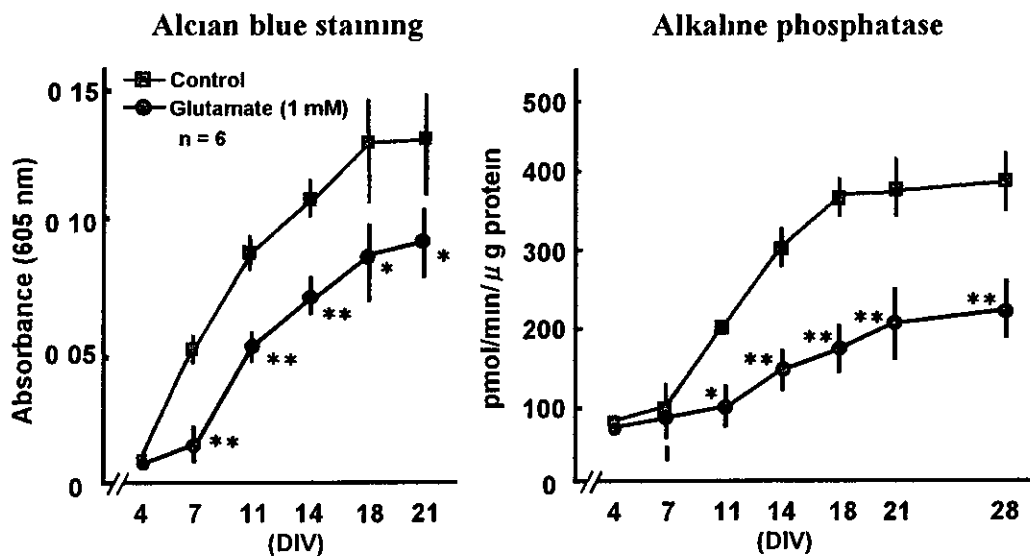 Alcian blue staining
0 15
Control
Glutamate (1 mM)
n = 6
0 10
0 05
0
Absorbance (605 nm)
**
**
**
*
*
4 7 11 14 18 21
(DIV)
Alkaline phosphatase
500
400
300
200
100
0
pmol/min/μg protein
*
**
**
**
**
4 7 11 14 18 21 28
(DIV)